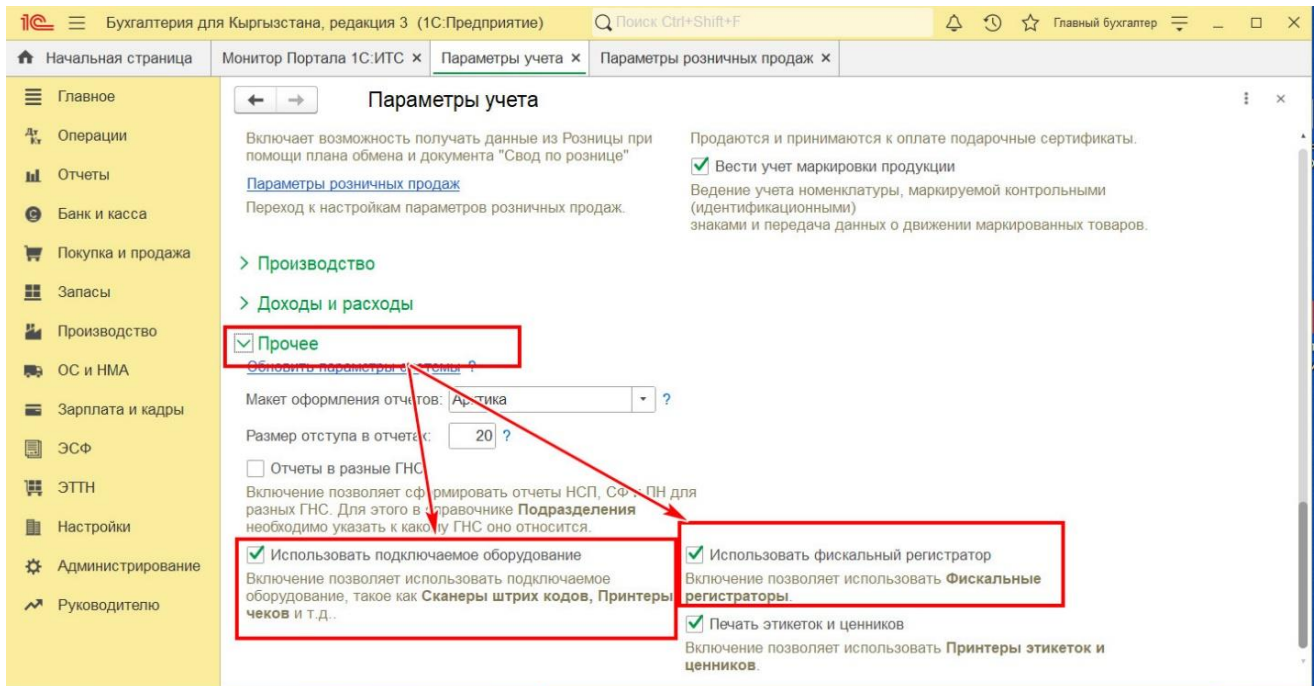 1С Бухгалтерия для Кыргызстана, редакция 3 (1С:Предприятие) Поиск Ctrl+Shift+F Главный бухгалтер
Начальная страница Монитор Портала 1С:ИТС × Параметры учета × Параметры розничных продаж ×
Главное
Операции
Отчеты
Банк и касса
Покупка и продажа
Запасы
Производство
ОС и НМА
Зарплата и кадры
ЭСФ
ЭТТН
Настройки
Администрирование
Руководителю
Параметры учета
Включает возможность получать данные из Розницы при
помощи плана обмена и документа "Свод по рознице"
Параметры розничных продаж
Переход к настройкам параметров розничных продаж.
Продаются и принимаются к оплате подарочные сертификаты.
Вести учет маркировки продукции
Ведение учета номенклатуры, маркируемой контрольными
(идентификационными)
знаками и передача данных о движении маркированных товаров.
Производство
Доходы и расходы
Прочее
Обновить параметры системы ?
Макет оформления отчетов: Арктика ?
Размер отступа в отчетах: 20 ?
Отчеты в разные ГНС
Включение позволяет сформировать отчеты НСП, СФ и ПН для
разных ГНС. Для этого в справочнике Подразделения
необходимо указать к какому ГНС оно относится.
Использовать подключаемое оборудование
Включение позволяет использовать подключаемое
оборудование, такое как Сканеры штрих кодов, Принтеры
чеков и т.д..
Использовать фискальный регистратор
Включение позволяет использовать Фискальные
регистраторы.
Печать этикеток и ценников
Включение позволяет использовать Принтеры этикеток и
ценников.